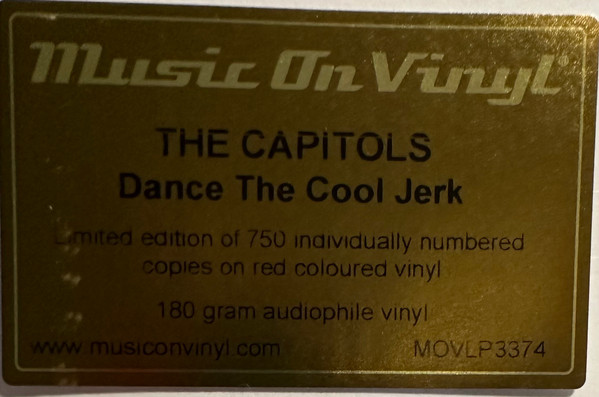 Music On Vinyl®
THE CAPITOLS
Dance The Cool Jerk
Limited edition of 750 individually numbered
copies on red coloured vinyl
180 gram audiophile vinyl
www.musiconvinyl.com MOVLP3374